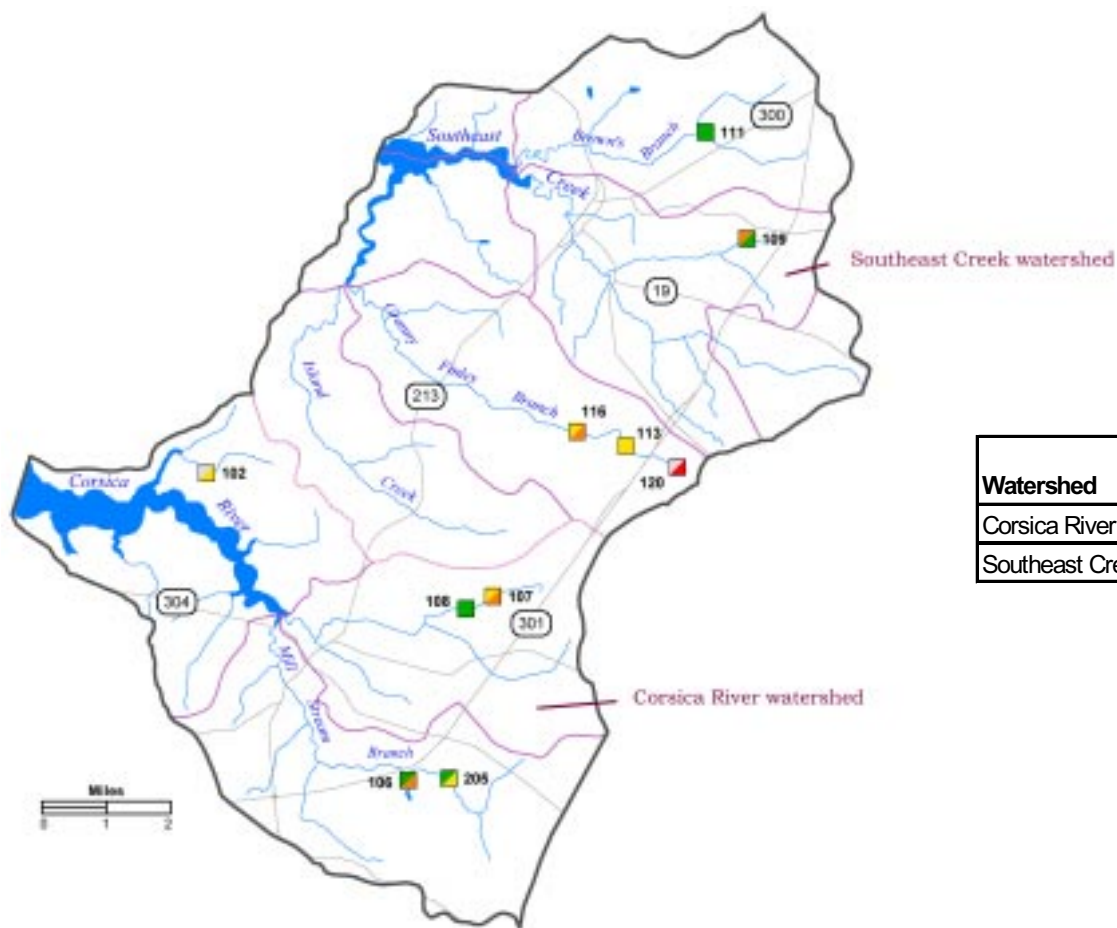 300
111
Southeast
Brown's
Branch
Creek
109
Southeast Creek watershed
19
Granny
Finley
Branch
Island
Creek
213
116
113
120
102
Corsica
River
304
108
107
301
Mill
Stream
Branch
Corsica River watershed
106
205
Miles
0 1 2
Watershed
Corsica River
Southeast Cre